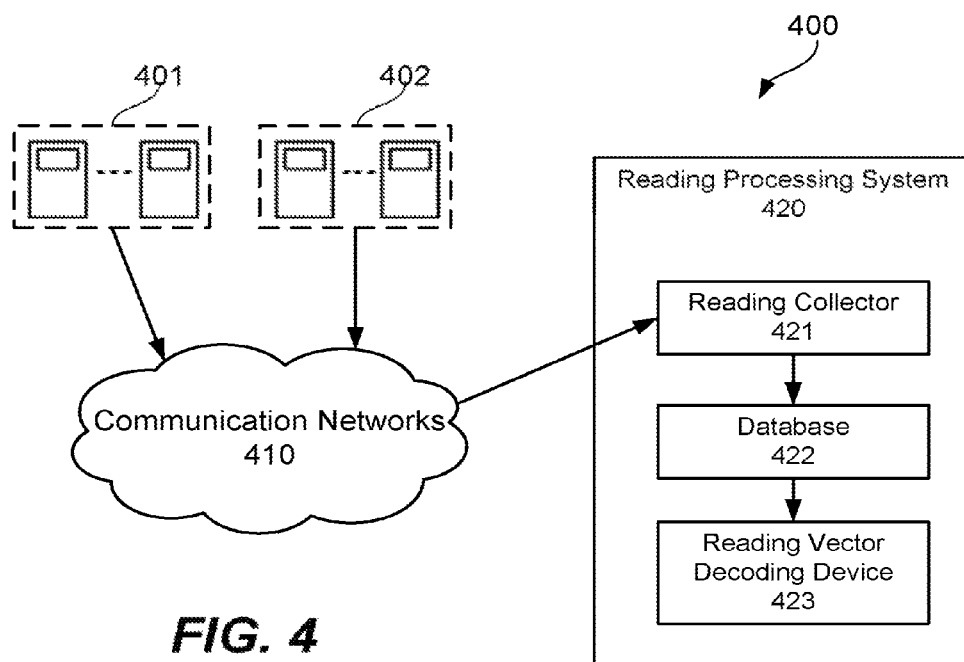 400
401
402
Reading Processing System
420
Reading Collector
421
Communication Networks
410
Database
422
Reading Vector
Decoding Device
423
FIG. 4